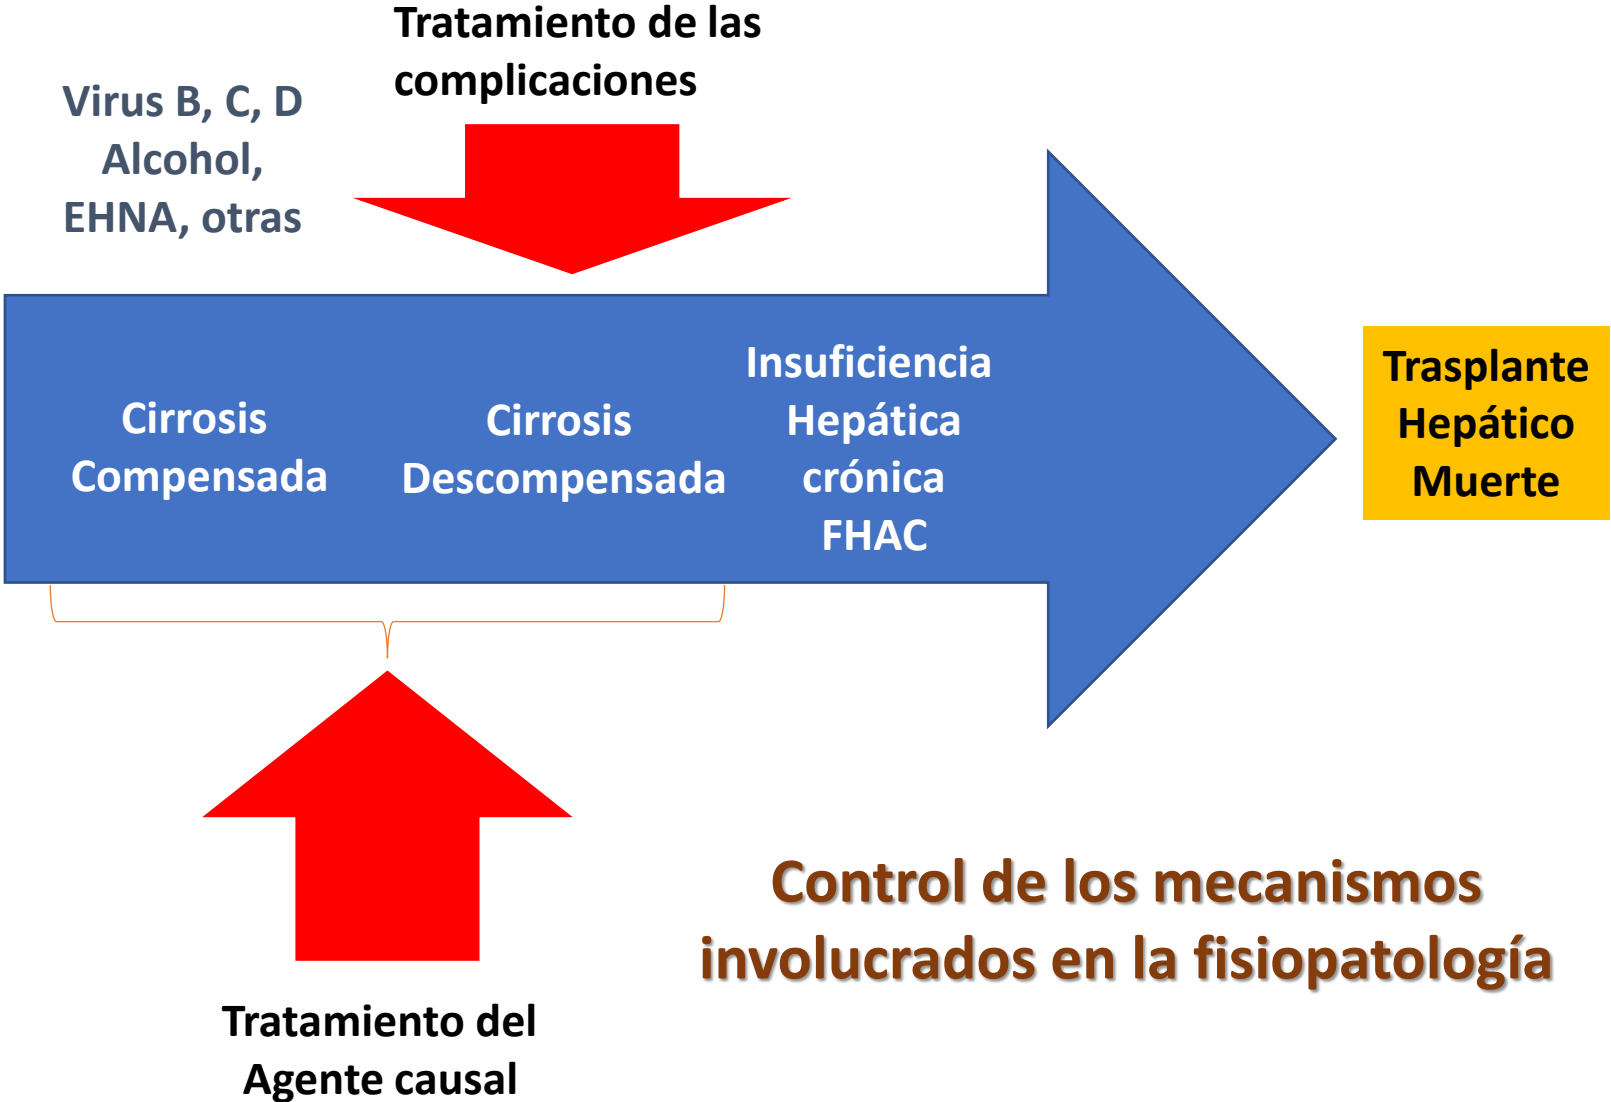 Tratamiento de las
complicaciones
Virus B, C, D
Alcohol,
EHNA, otras
Cirrosis
Compensada
Cirrosis
Descompensada
Insuficiencia
Hepática
crónica
FHAC
Trasplante
Hepático
Muerte
Control de los mecanismos
involucrados en la fisiopatología
Tratamiento del
Agente causal